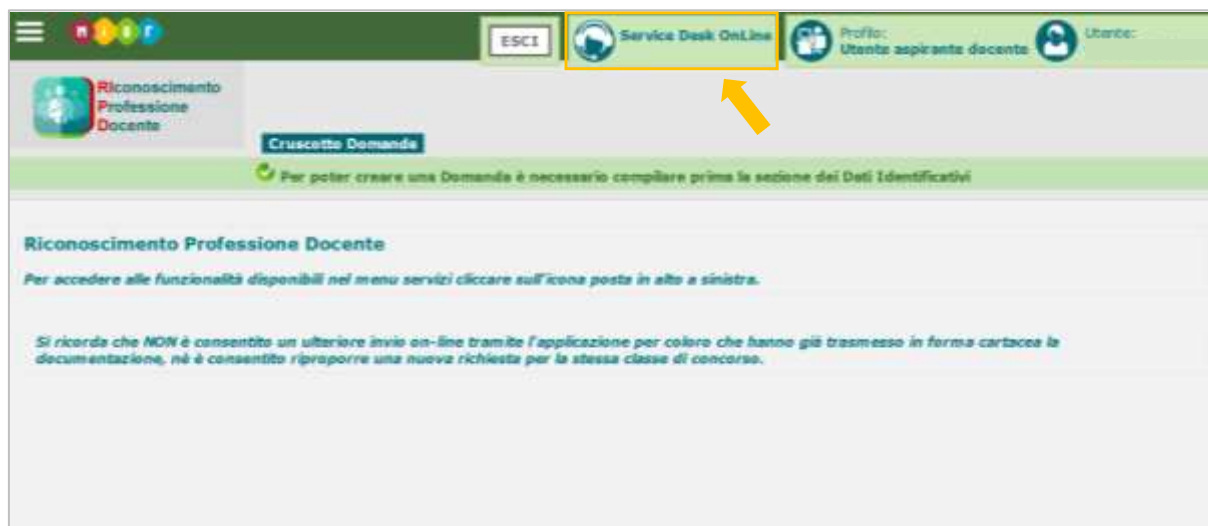 MIUR
ESCI
Service Desk OnLine
Profilo:
Utente aspirante docente
Utente:
RIconoscimento
Professione
Docente
Cruscotto Domande
Per poter creare una Domanda è necessario compilare prima la sezione dei Dati Identificativi
Riconoscimento Professione Docente
Per accedere alle funzionalità disponibili nel menu servizi cliccare sull'icona posta in alto a sinistra.
Si ricorda che NON è consentito un ulteriore invio on-line tramite l'applicazione per coloro che hanno già trasmesso in forma cartacea la
documentazione, nè è consentito riproporre una nuova richiesta per la stessa classe di concorso.